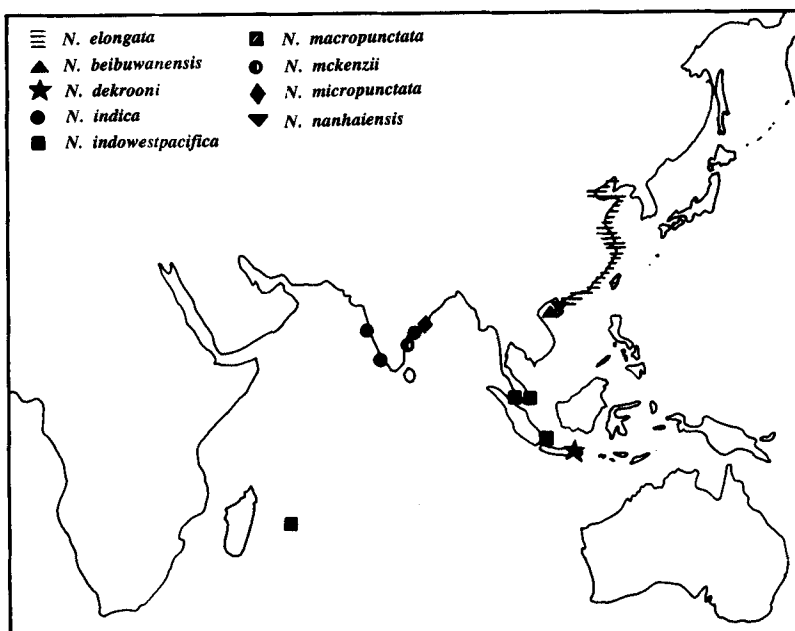 N. elongata
N. beibuwanensis
N. dekrooni
N. indica
N. indowestpacifica
N. macropunctata
N. mckenzii
N. micropunctata
N. nanhaiensis